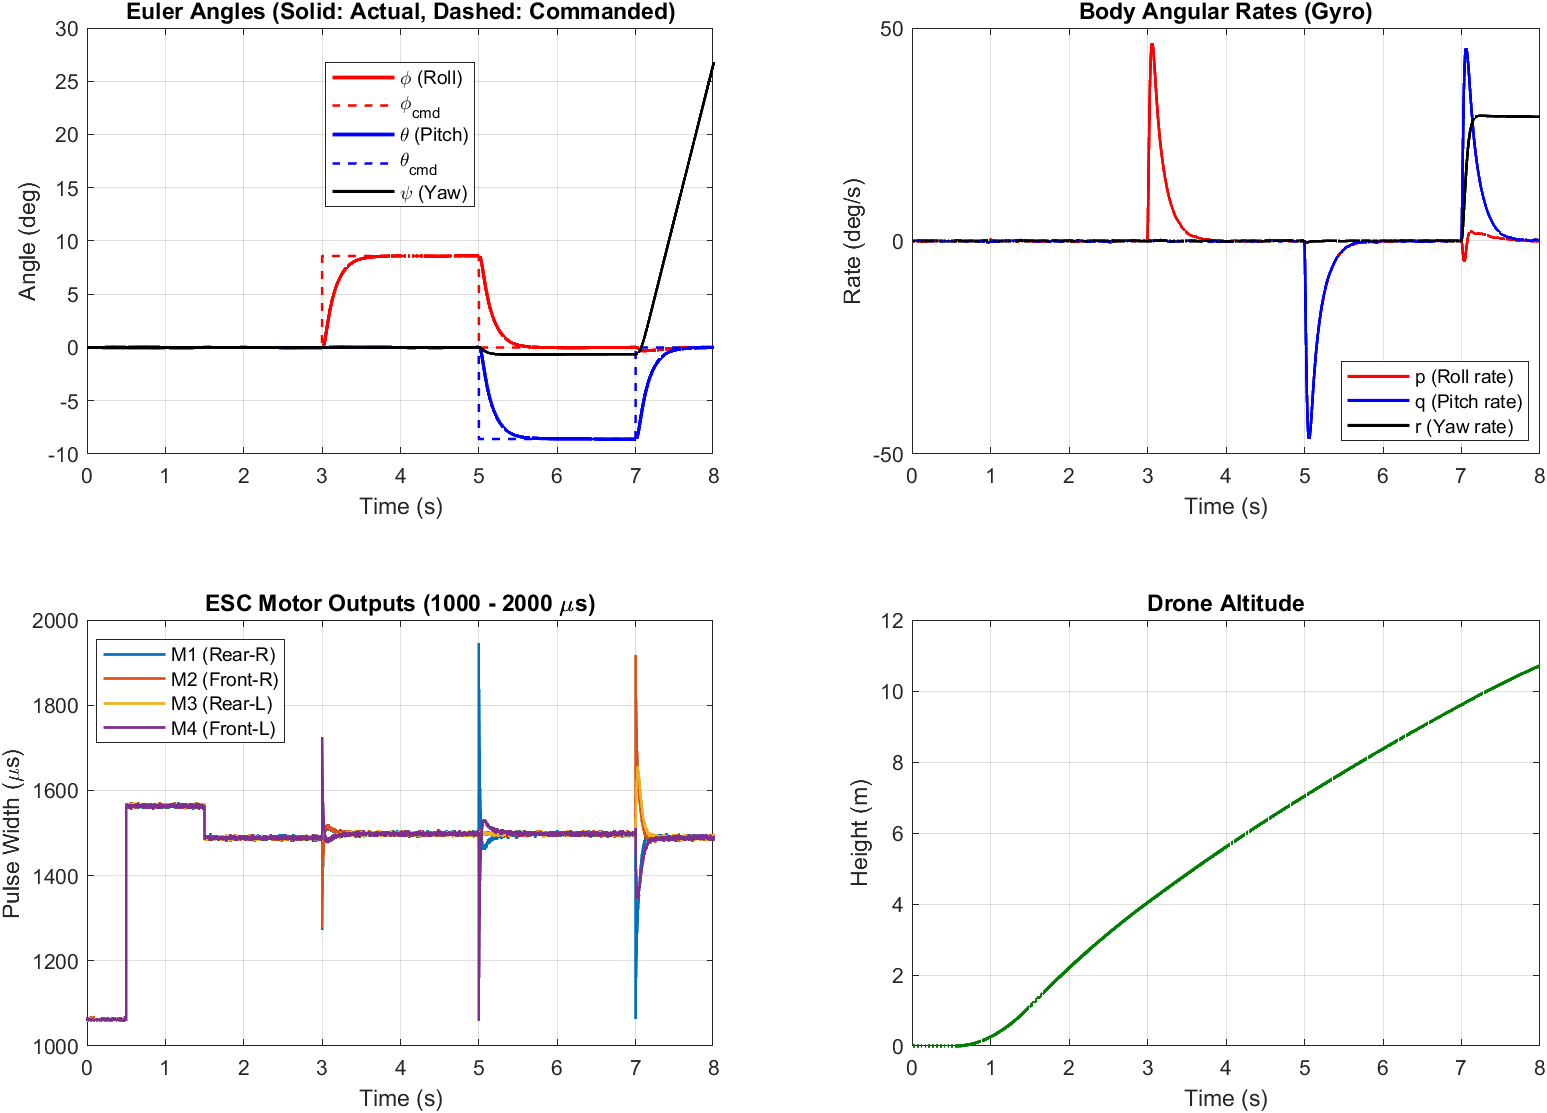 Euler Angles (Solid: Actual, Dashed: Commanded)
30
25
20
15
10
5
0
-5
-10
Angle (deg)
ϕ (Roll)
ϕcmd
θ (Pitch)
θcmd
ψ (Yaw)
0 1 2 3 4 5 6 7 8
Time (s)
Body Angular Rates (Gyro)
50
0
-50
Rate (deg/s)
p (Roll rate)
q (Pitch rate)
r (Yaw rate)
0 1 2 3 4 5 6 7 8
Time (s)
ESC Motor Outputs (1000 - 2000 μs)
2000
1800
1600
1400
1200
1000
Pulse Width (μs)
M1 (Rear-R)
M2 (Front-R)
M3 (Rear-L)
M4 (Front-L)
0 1 2 3 4 5 6 7 8
Time (s)
Drone Altitude
12
10
8
6
4
2
0
Height (m)
0 1 2 3 4 5 6 7 8
Time (s)